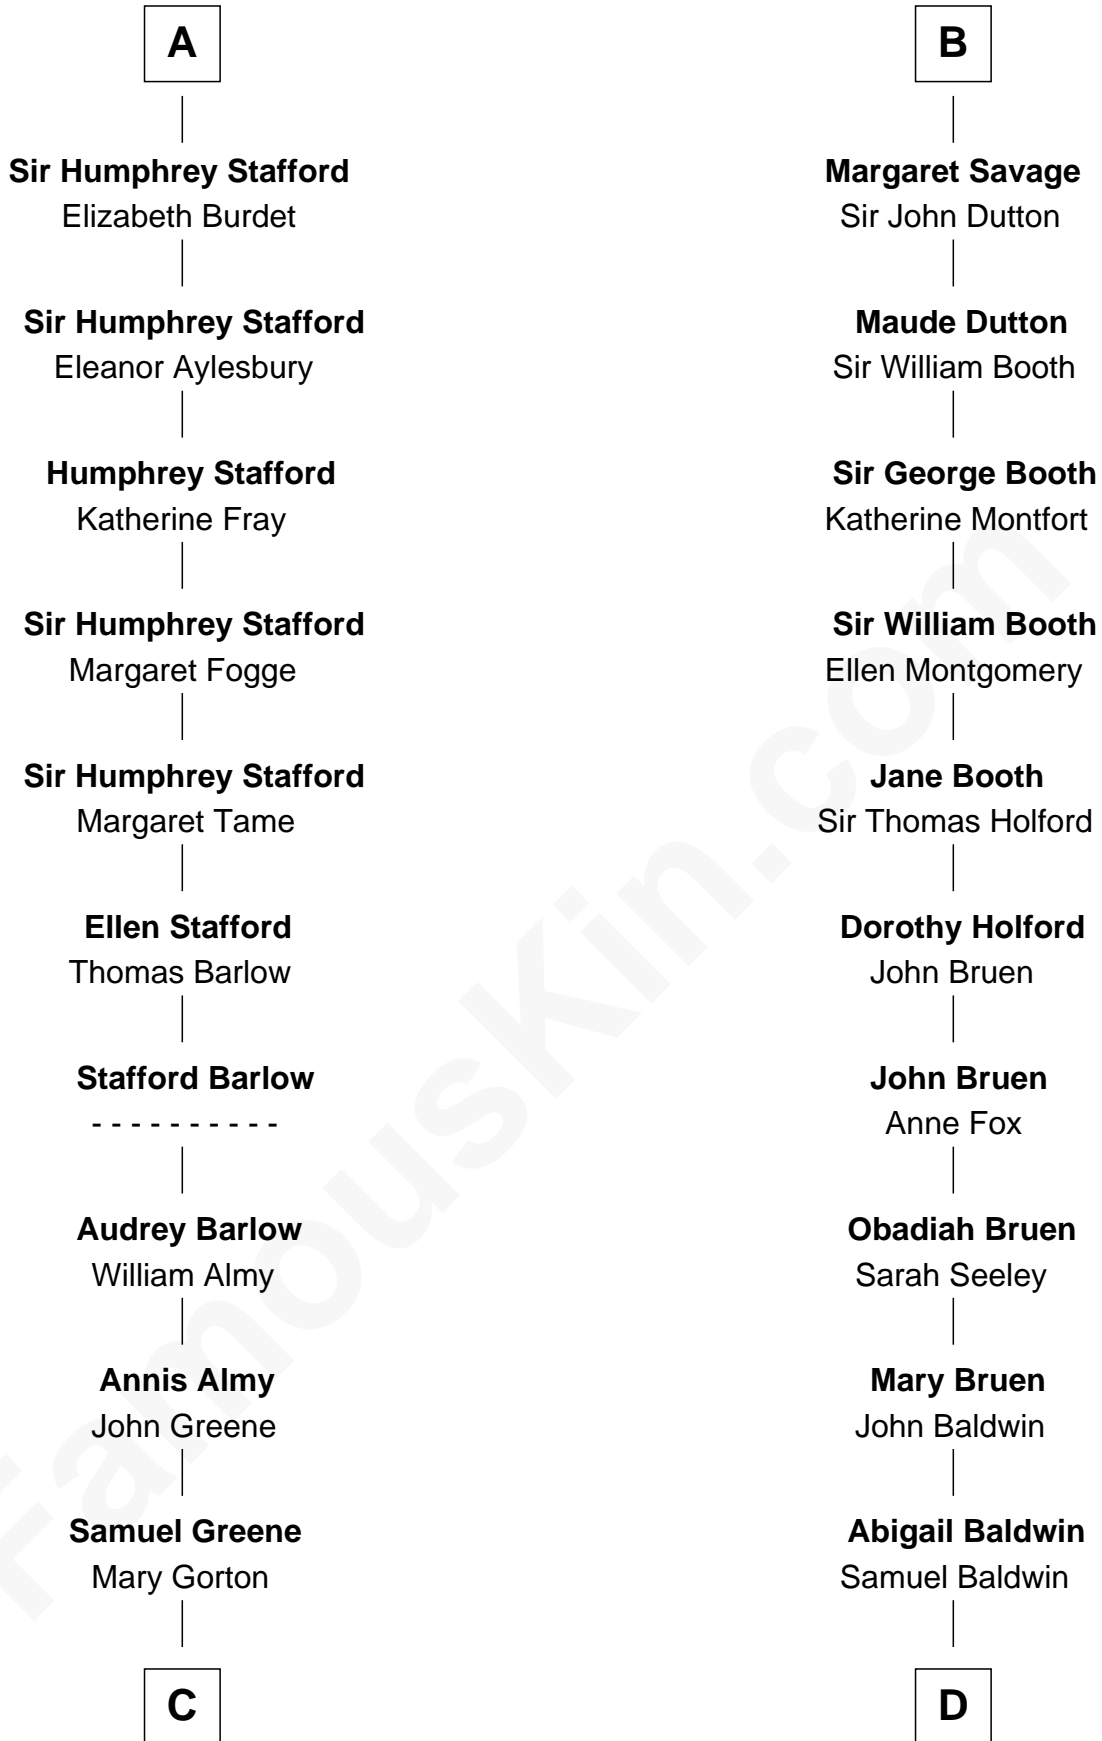 A
Sir Humphrey Stafford
Elizabeth Burdet
Sir Humphrey Stafford
Eleanor Aylesbury
Humphrey Stafford
Katherine Fray
Sir Humphrey Stafford
Margaret Fogge
Sir Humphrey Stafford
Margaret Tame
Ellen Stafford
Thomas Barlow
Stafford Barlow
- - - - - - - - - -
Audrey Barlow
William Almy
Annis Almy
John Greene
Samuel Greene
Mary Gorton
C
B
Margaret Savage
Sir John Dutton
Maude Dutton
Sir William Booth
Sir George Booth
Katherine Montfort
Sir William Booth
Ellen Montgomery
Jane Booth
Sir Thomas Holford
Dorothy Holford
John Bruen
John Bruen
Anne Fox
Obadiah Bruen
Sarah Seeley
Mary Bruen
John Baldwin
Abigail Baldwin
Samuel Baldwin
D
FamousKin.com